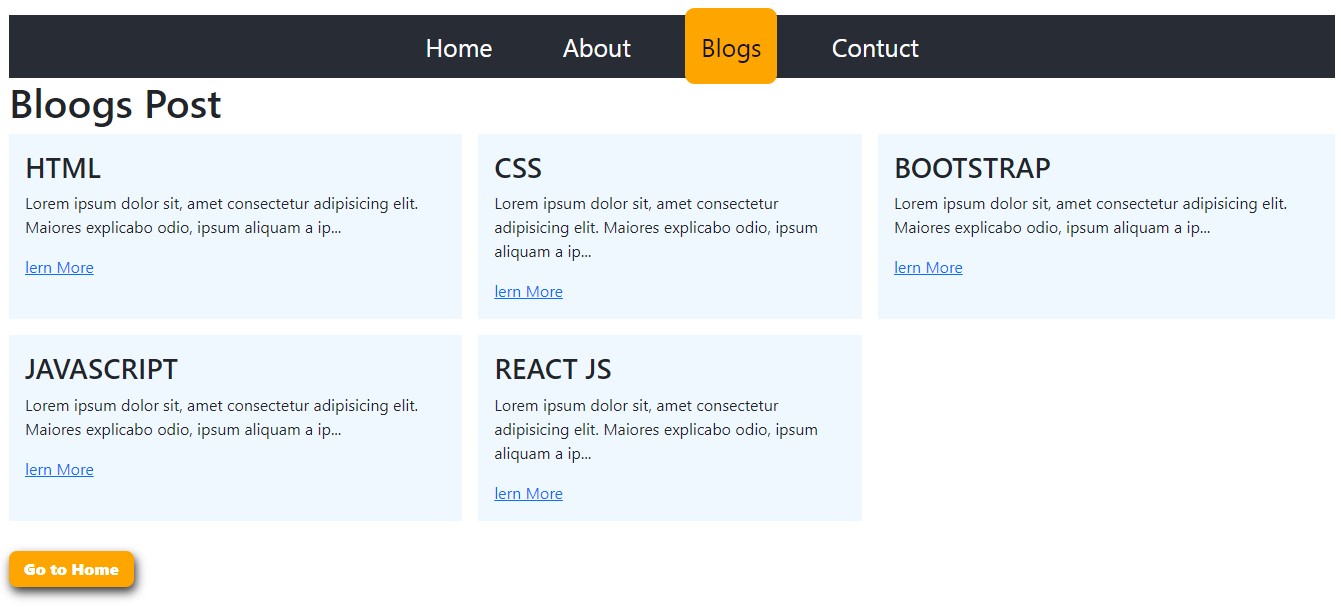 Home About Blogs Contuct
Bloogs Post
HTML
Lorem ipsum dolor sit, amet consectetur adipisicing elit.
Maiores explicabo odio, ipsum aliquam a ip...
lern More
CSS
Lorem ipsum dolor sit, amet consectetur
adipisicing elit. Maiores explicabo odio, ipsum
aliquam a ip...
lern More
BOOTSTRAP
Lorem ipsum dolor sit, amet consectetur adipisicing elit.
Maiores explicabo odio, ipsum aliquam a ip...
lern More
JAVASCRIPT
Lorem ipsum dolor sit, amet consectetur adipisicing elit.
Maiores explicabo odio, ipsum aliquam a ip...
lern More
REACT JS
Lorem ipsum dolor sit, amet consectetur
adipisicing elit. Maiores explicabo odio, ipsum
aliquam a ip...
lern More
Go to Home